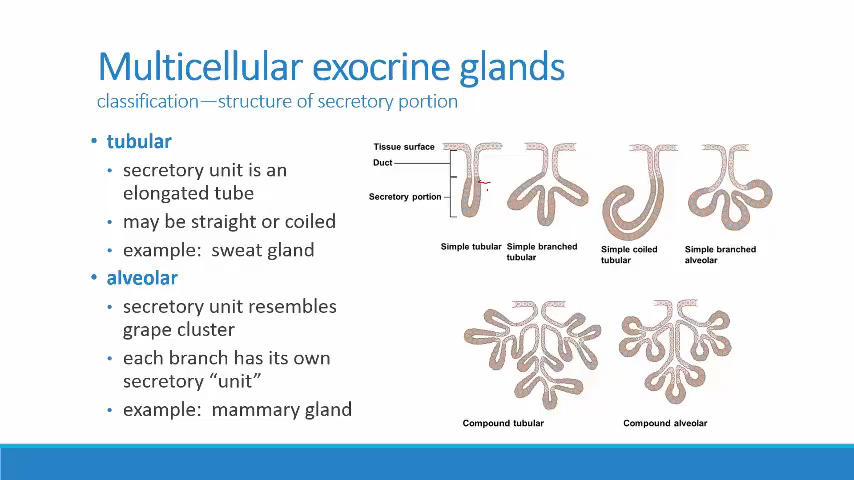 Multicellular exocrine glands
classification—structure of secretory portion
• tubular
• secretory unit is an
elongated tube
• may be straight or coiled
• example:  sweat gland
• alveolar
• secretory unit resembles
grape cluster
• each branch has its own
secretory “unit”
• example:  mammary gland
Tissue surface
Duct
Secretory portion
Simple tubular
Simple branched
tubular
Simple coiled
tubular
Simple branched
alveolar
Compound tubular
Compound alveolar